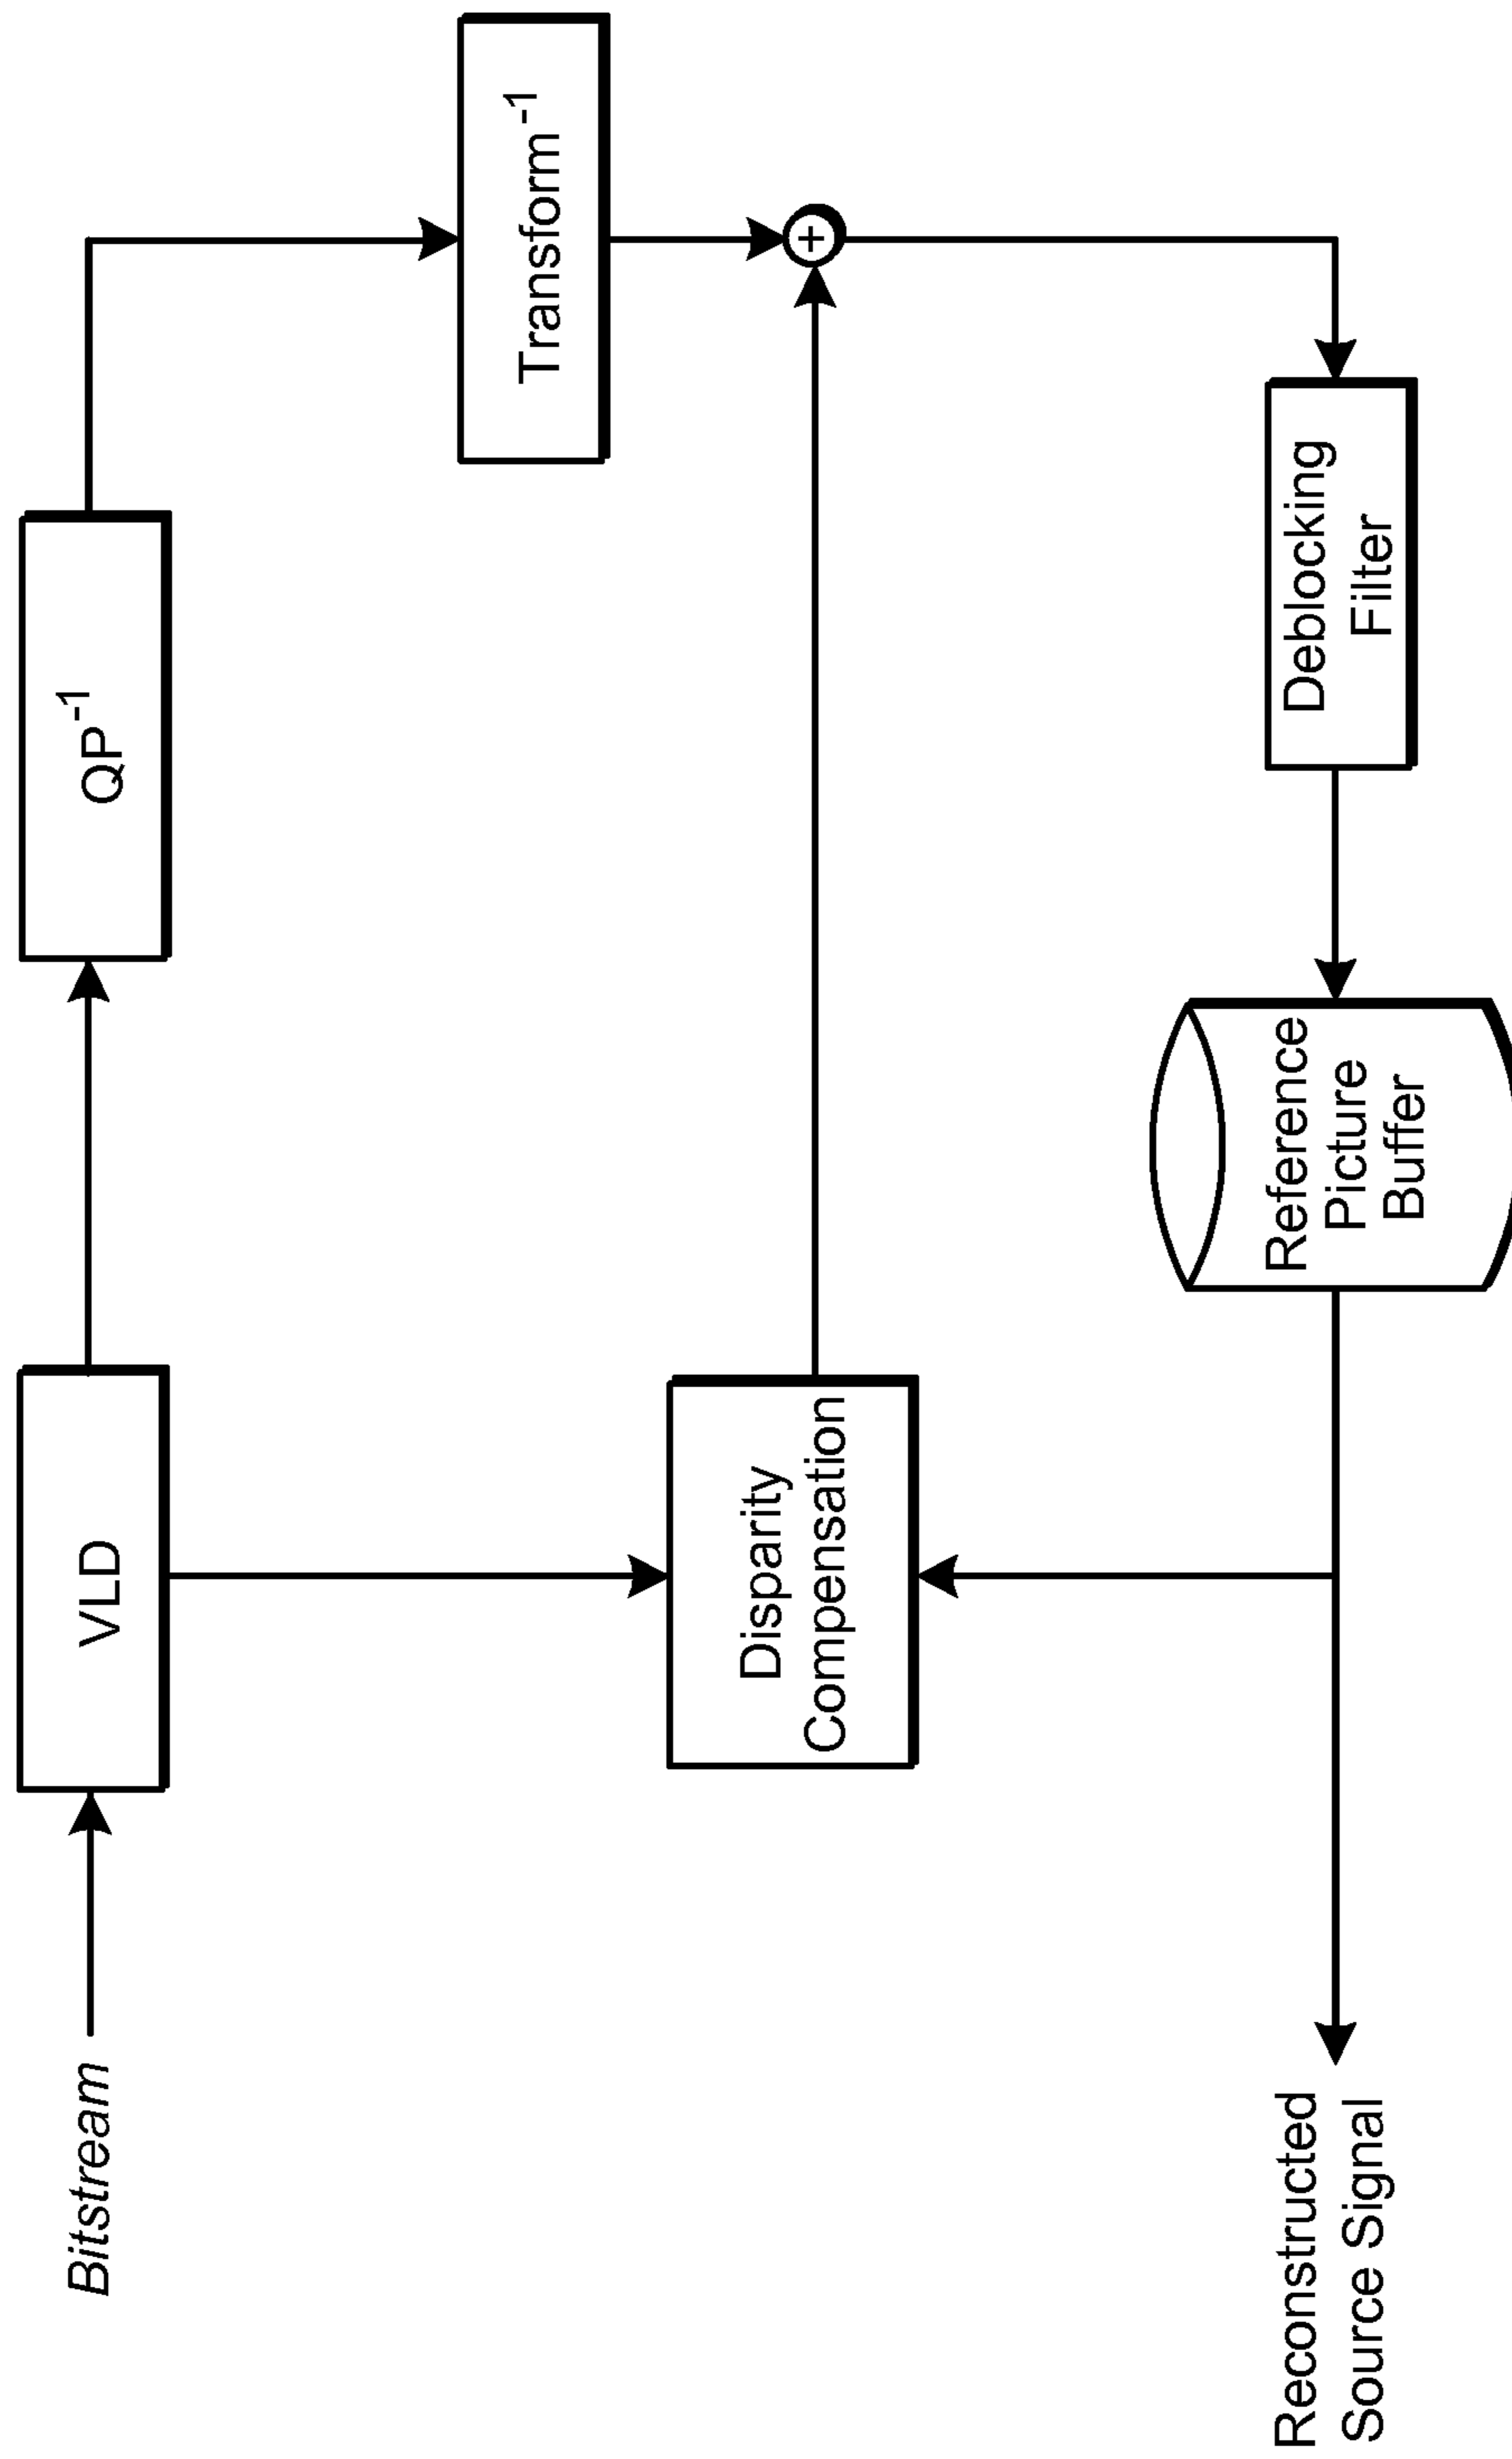 Bitstream
VLD
QP⁻¹
Transform⁻¹
+
Disparity
Compensation
Deblocking
Filter
Reference
Picture
Buffer
Reconstructed
Source Signal